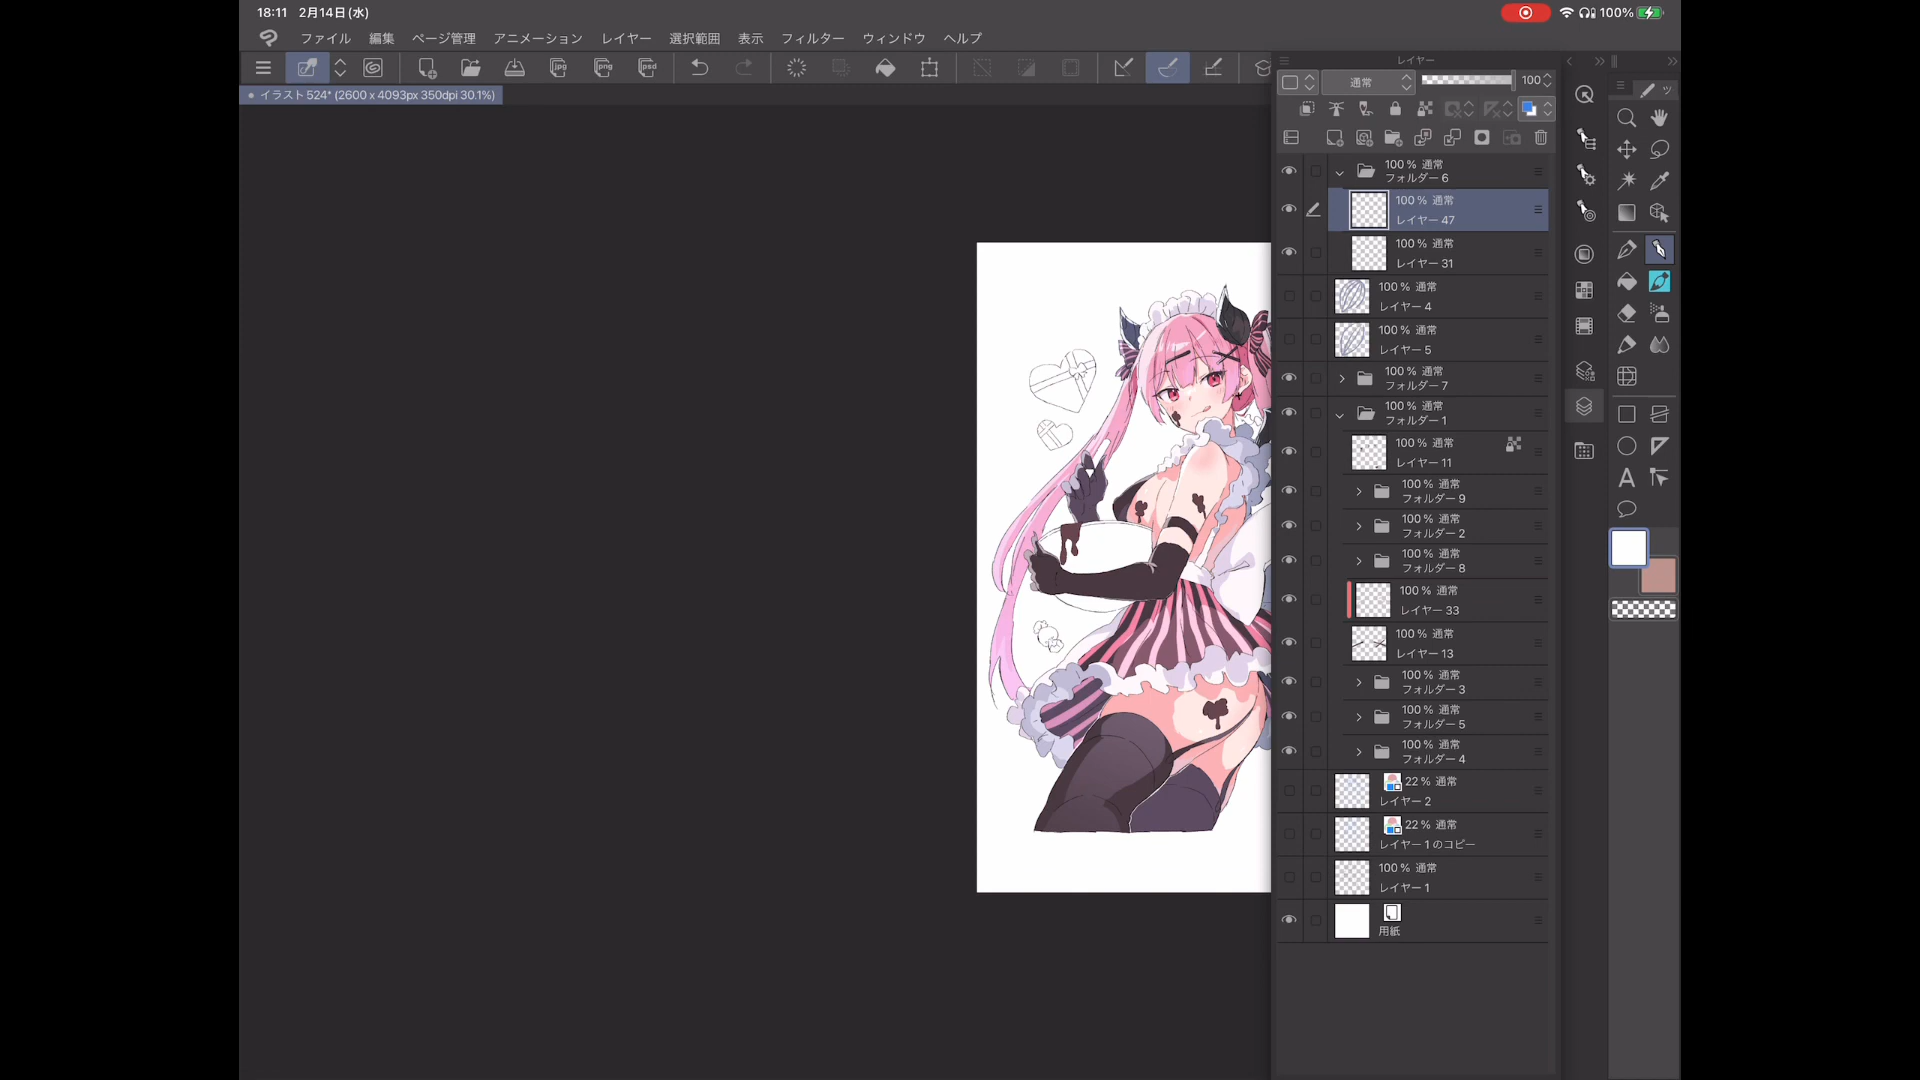 18:11 2月14日(水)
100%
ファイル 編集 ページ管理 アニメーション レイヤー 選択範囲 表示 フィルター ウィンドウ ヘルプ
jpg png psd
イラスト524* (2600 x 4093px 350dpi 30.1%)
レイヤー
通常 100
100 % 通常
フォルダー 6
100 % 通常
レイヤー 47
100 % 通常
レイヤー 31
100 % 通常
レイヤー 4
100 % 通常
レイヤー 5
100 % 通常
フォルダー 7
100 % 通常
フォルダー 1
100 % 通常
レイヤー 11
100 % 通常
フォルダー 9
100 % 通常
フォルダー 2
100 % 通常
フォルダー 8
100 % 通常
レイヤー 33
100 % 通常
レイヤー 13
100 % 通常
フォルダー 3
100 % 通常
フォルダー 5
100 % 通常
フォルダー 4
22 % 通常
レイヤー 2
22 % 通常
レイヤー 1 のコピー
100 % 通常
レイヤー 1
用紙